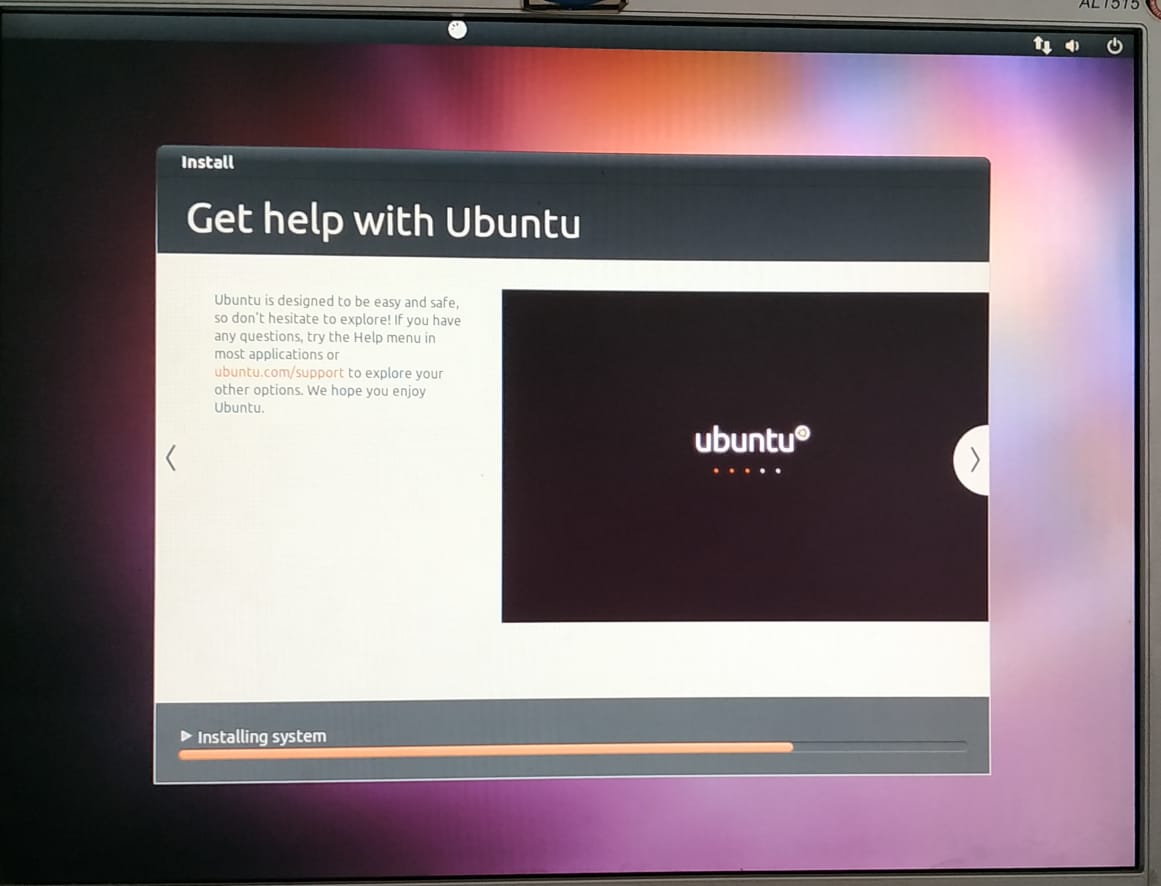 AL1515
Install
Get help with Ubuntu
Ubuntu is designed to be easy and safe,
so don't hesitate to explore! If you have
any questions, try the Help menu in
most applications or
ubuntu.com/support to explore your
other options. We hope you enjoy
Ubuntu.
ubuntu
Installing system